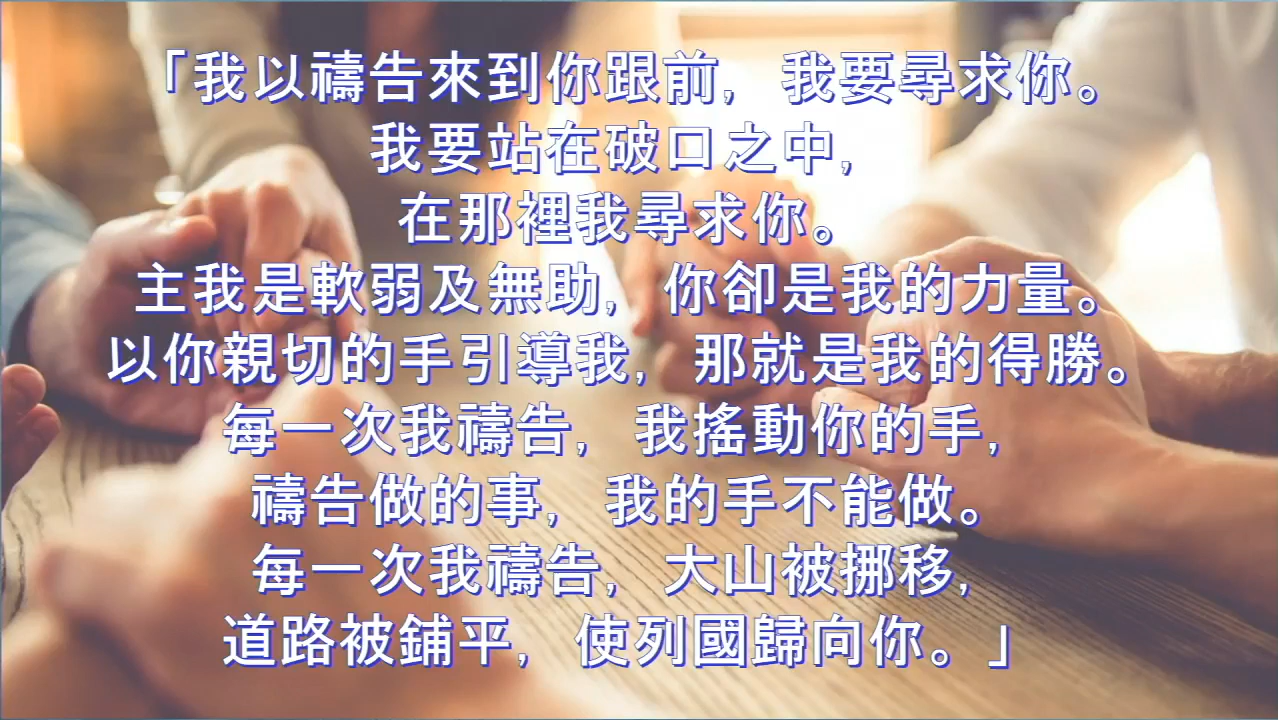 「我以禱告來到你跟前, 我要尋求你。
我要站在破口之中,
在那裡我尋求你。
主我是軟弱及無助, 你卻是我的力量。
以你親切的手引導我, 那就是我的得勝。
每一次我禱告, 我搖動你的手,
禱告做的事, 我的手不能做。
每一次我禱告, 大山被挪移,
道路被鋪平, 使列國歸向你。」